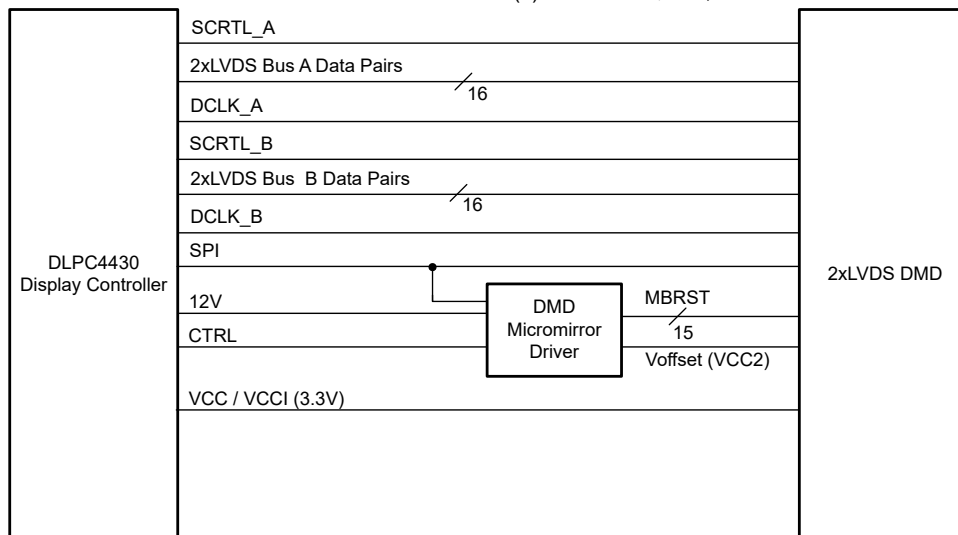 SCRTL_A
2xLVDS Bus A Data Pairs
16
DCLK_A
SCRTL_B
2xLVDS Bus B Data Pairs
16
DCLK_B
SPI
DLPC4430
Display Controller
2xLVDS DMD
12V
CTRL
DMD
Micromirror
Driver
MBRST
15
Voffset (VCC2)
VCC / VCCI (3.3V)